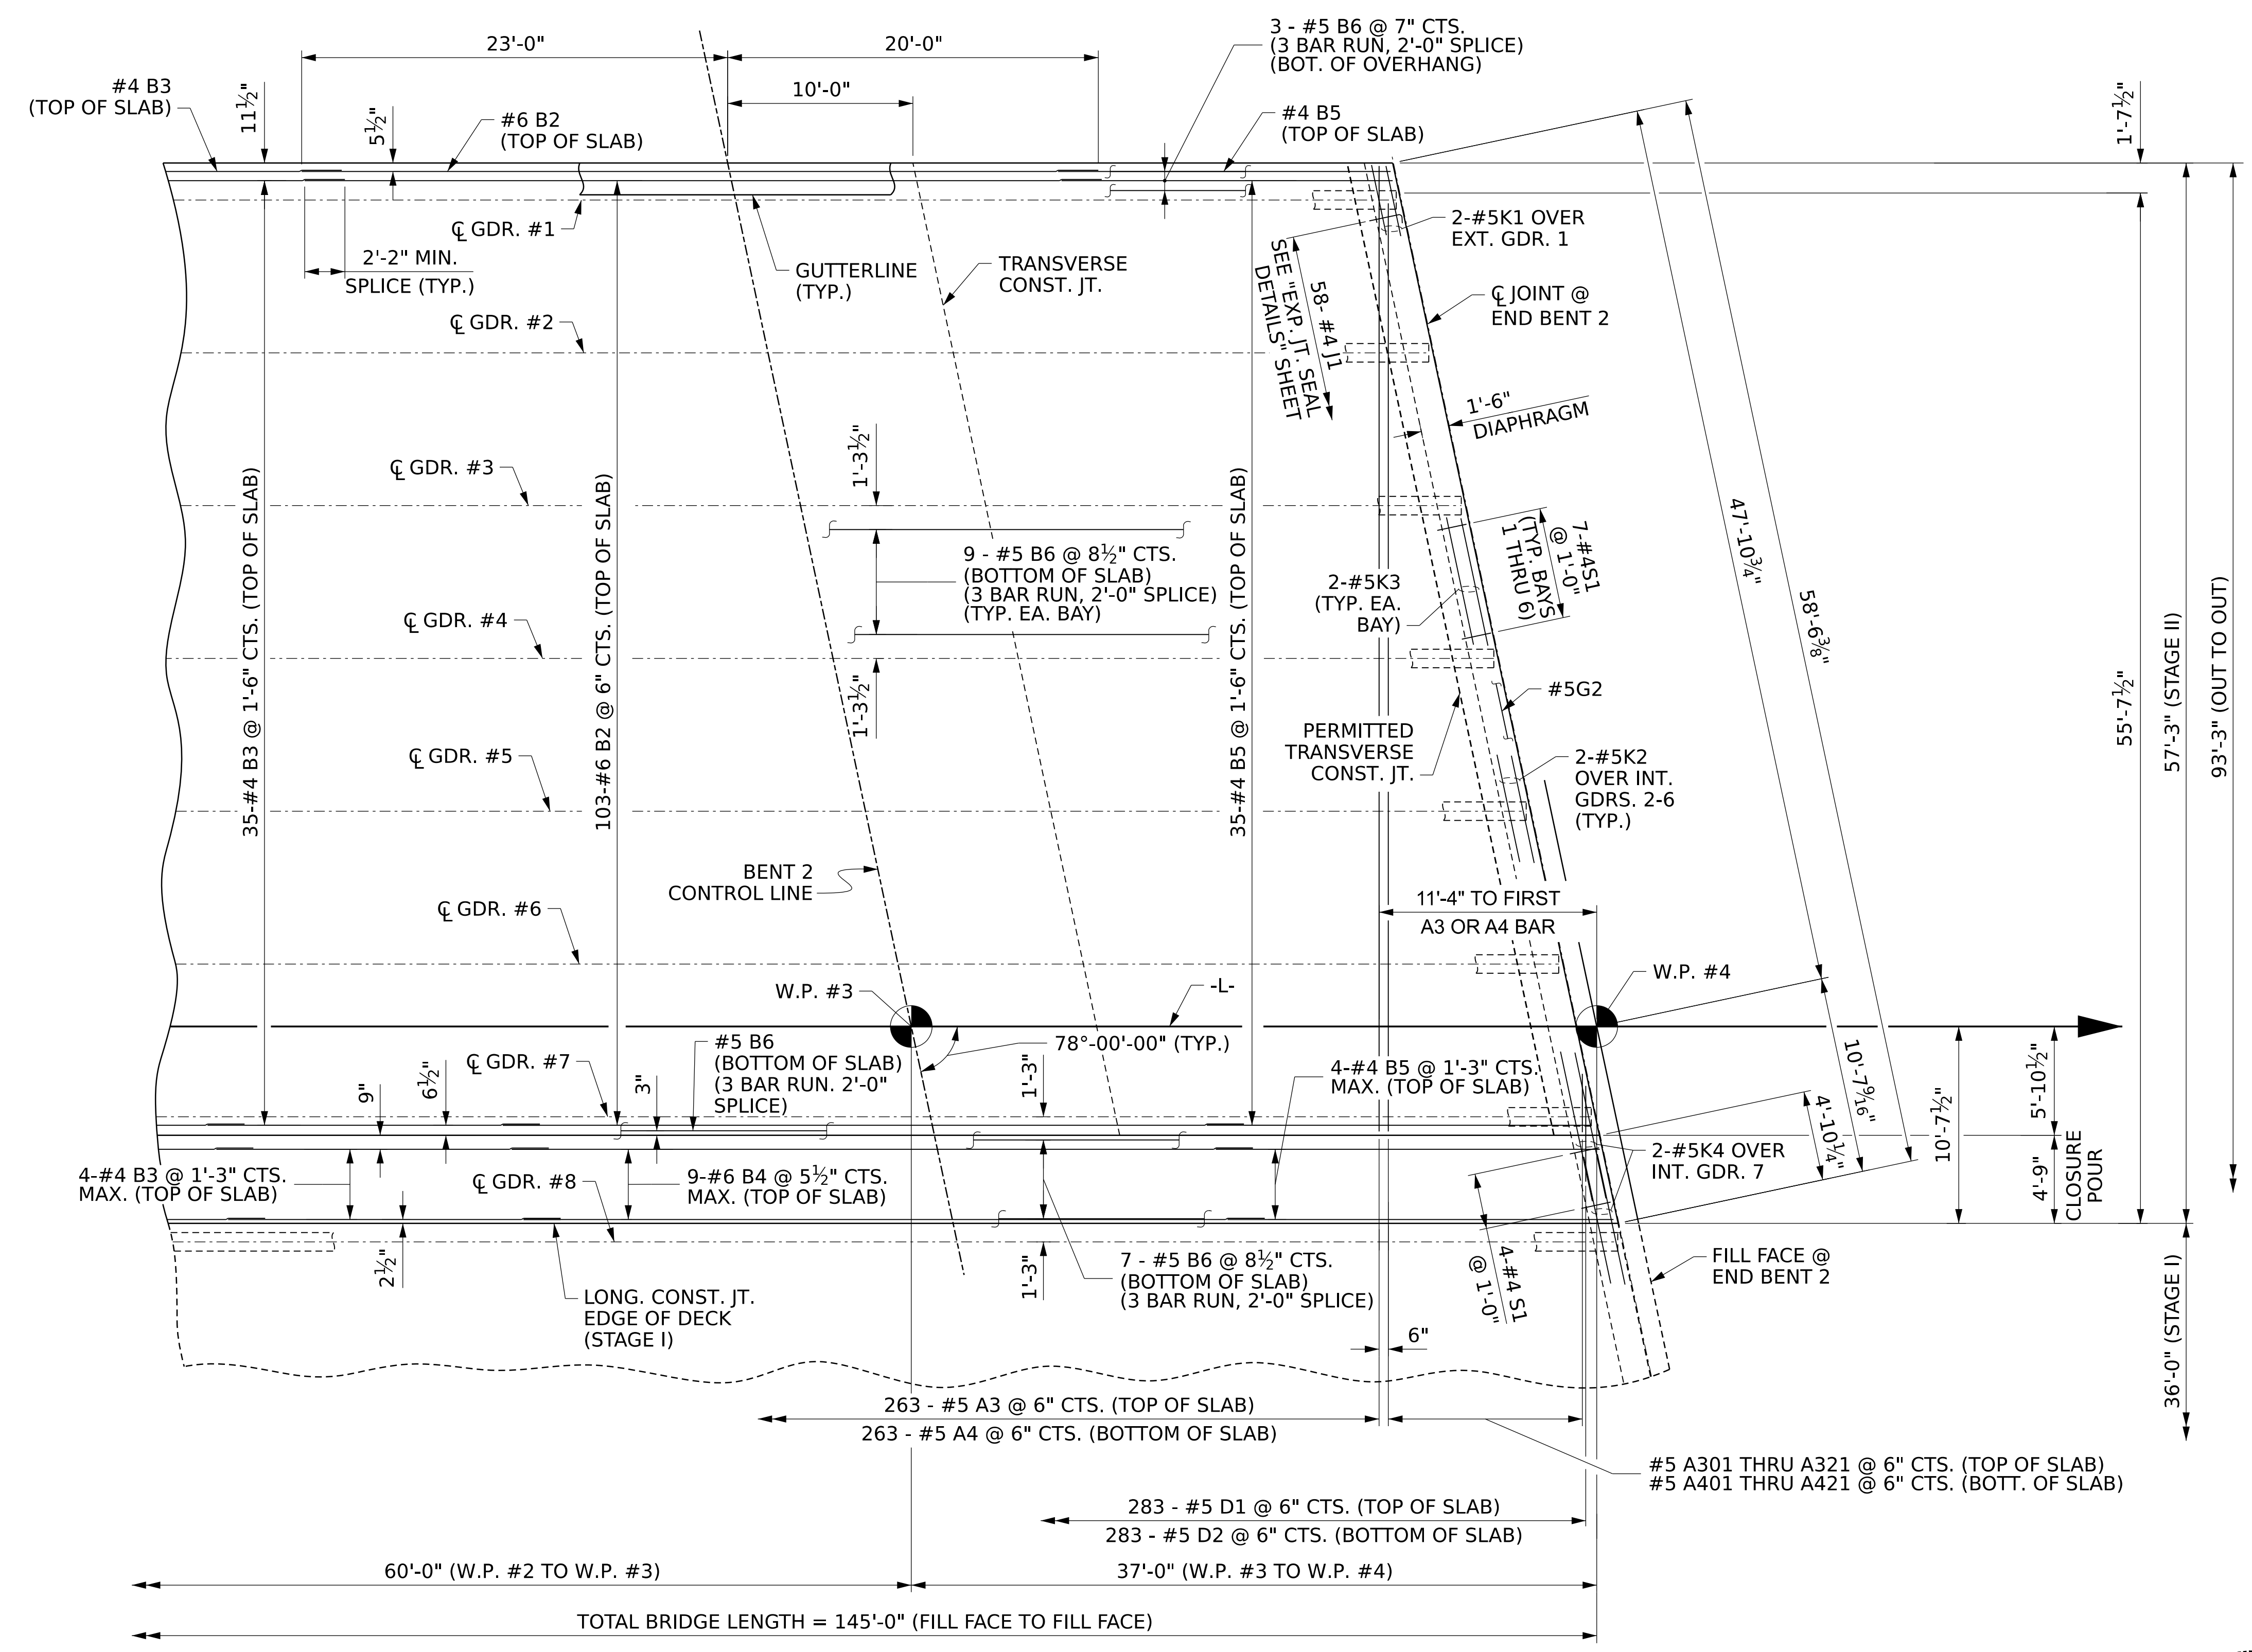 3 - #5 B6 @ 7" CTS.
(3 BAR RUN, 2'-0" SPLICE)
(BOT. OF OVERHANG)
23'-0"
20'-0"
10'-0"
#4 B3
(TOP OF SLAB)
11½"
5½"
#6 B2
(TOP OF SLAB)
#4 B5
(TOP OF SLAB)
1'-7½"
℄ GDR. #1
2'-2" MIN.
SPLICE (TYP.)
GUTTERLINE
(TYP.)
TRANSVERSE
CONST. JT.
2-#5K1 OVER
EXT. GDR. 1
SEE "EXP. JT. SEAL
DETAILS" SHEET
58- #4 J1
℄ JOINT @
END BENT 2
℄ GDR. #2
1'-6"
DIAPHRAGM
℄ GDR. #3
1'-3½"
35-#4 B3 @ 1'-6" CTS. (TOP OF SLAB)
103-#6 B2 @ 6" CTS. (TOP OF SLAB)
35-#4 B5 @ 1'-6" CTS. (TOP OF SLAB)
9 - #5 B6 @ 8½" CTS.
(BOTTOM OF SLAB)
(3 BAR RUN, 2'-0" SPLICE)
(TYP. EA. BAY)
7-#4S1
@ 1'-0"
(TYP. BAYS
1 THRU 6)
2-#5K3
(TYP. EA.
BAY)
47'-10¾"
58'-6⅜"
55'-7½"
57'-3" (STAGE II)
93'-3" (OUT TO OUT)
℄ GDR. #4
1'-3½"
#5G2
PERMITTED
TRANSVERSE
CONST. JT.
2-#5K2
OVER INT.
GDRS. 2-6
(TYP.)
℄ GDR. #5
BENT 2
CONTROL LINE
11'-4" TO FIRST
A3 OR A4 BAR
℄ GDR. #6
W.P. #3
-L-
W.P. #4
78°-00'-00" (TYP.)
℄ GDR. #7
9"
6½"
3"
#5 B6
(BOTTOM OF SLAB)
(3 BAR RUN. 2'-0"
SPLICE)
1'-3"
4-#4 B5 @ 1'-3" CTS.
MAX. (TOP OF SLAB)
10'-7⁹⁄₁₆"
4'-10¼"
10'-7½"
5'-10½"
4'-9"
CLOSURE
POUR
4-#4 B3 @ 1'-3" CTS.
MAX. (TOP OF SLAB)
℄ GDR. #8
9-#6 B4 @ 5½" CTS.
MAX. (TOP OF SLAB)
2-#5K4 OVER
INT. GDR. 7
2½"
1'-3"
7 - #5 B6 @ 8½" CTS.
(BOTTOM OF SLAB)
(3 BAR RUN, 2'-0" SPLICE)
4-#4 S1
@ 1'-0"
FILL FACE @
END BENT 2
LONG. CONST. JT.
EDGE OF DECK
(STAGE I)
6"
36'-0" (STAGE I)
263 - #5 A3 @ 6" CTS. (TOP OF SLAB)
263 - #5 A4 @ 6" CTS. (BOTTOM OF SLAB)
#5 A301 THRU A321 @ 6" CTS. (TOP OF SLAB)
#5 A401 THRU A421 @ 6" CTS. (BOTT. OF SLAB)
283 - #5 D1 @ 6" CTS. (TOP OF SLAB)
283 - #5 D2 @ 6" CTS. (BOTTOM OF SLAB)
60'-0" (W.P. #2 TO W.P. #3)
37'-0" (W.P. #3 TO W.P. #4)
TOTAL BRIDGE LENGTH = 145'-0" (FILL FACE TO FILL FACE)